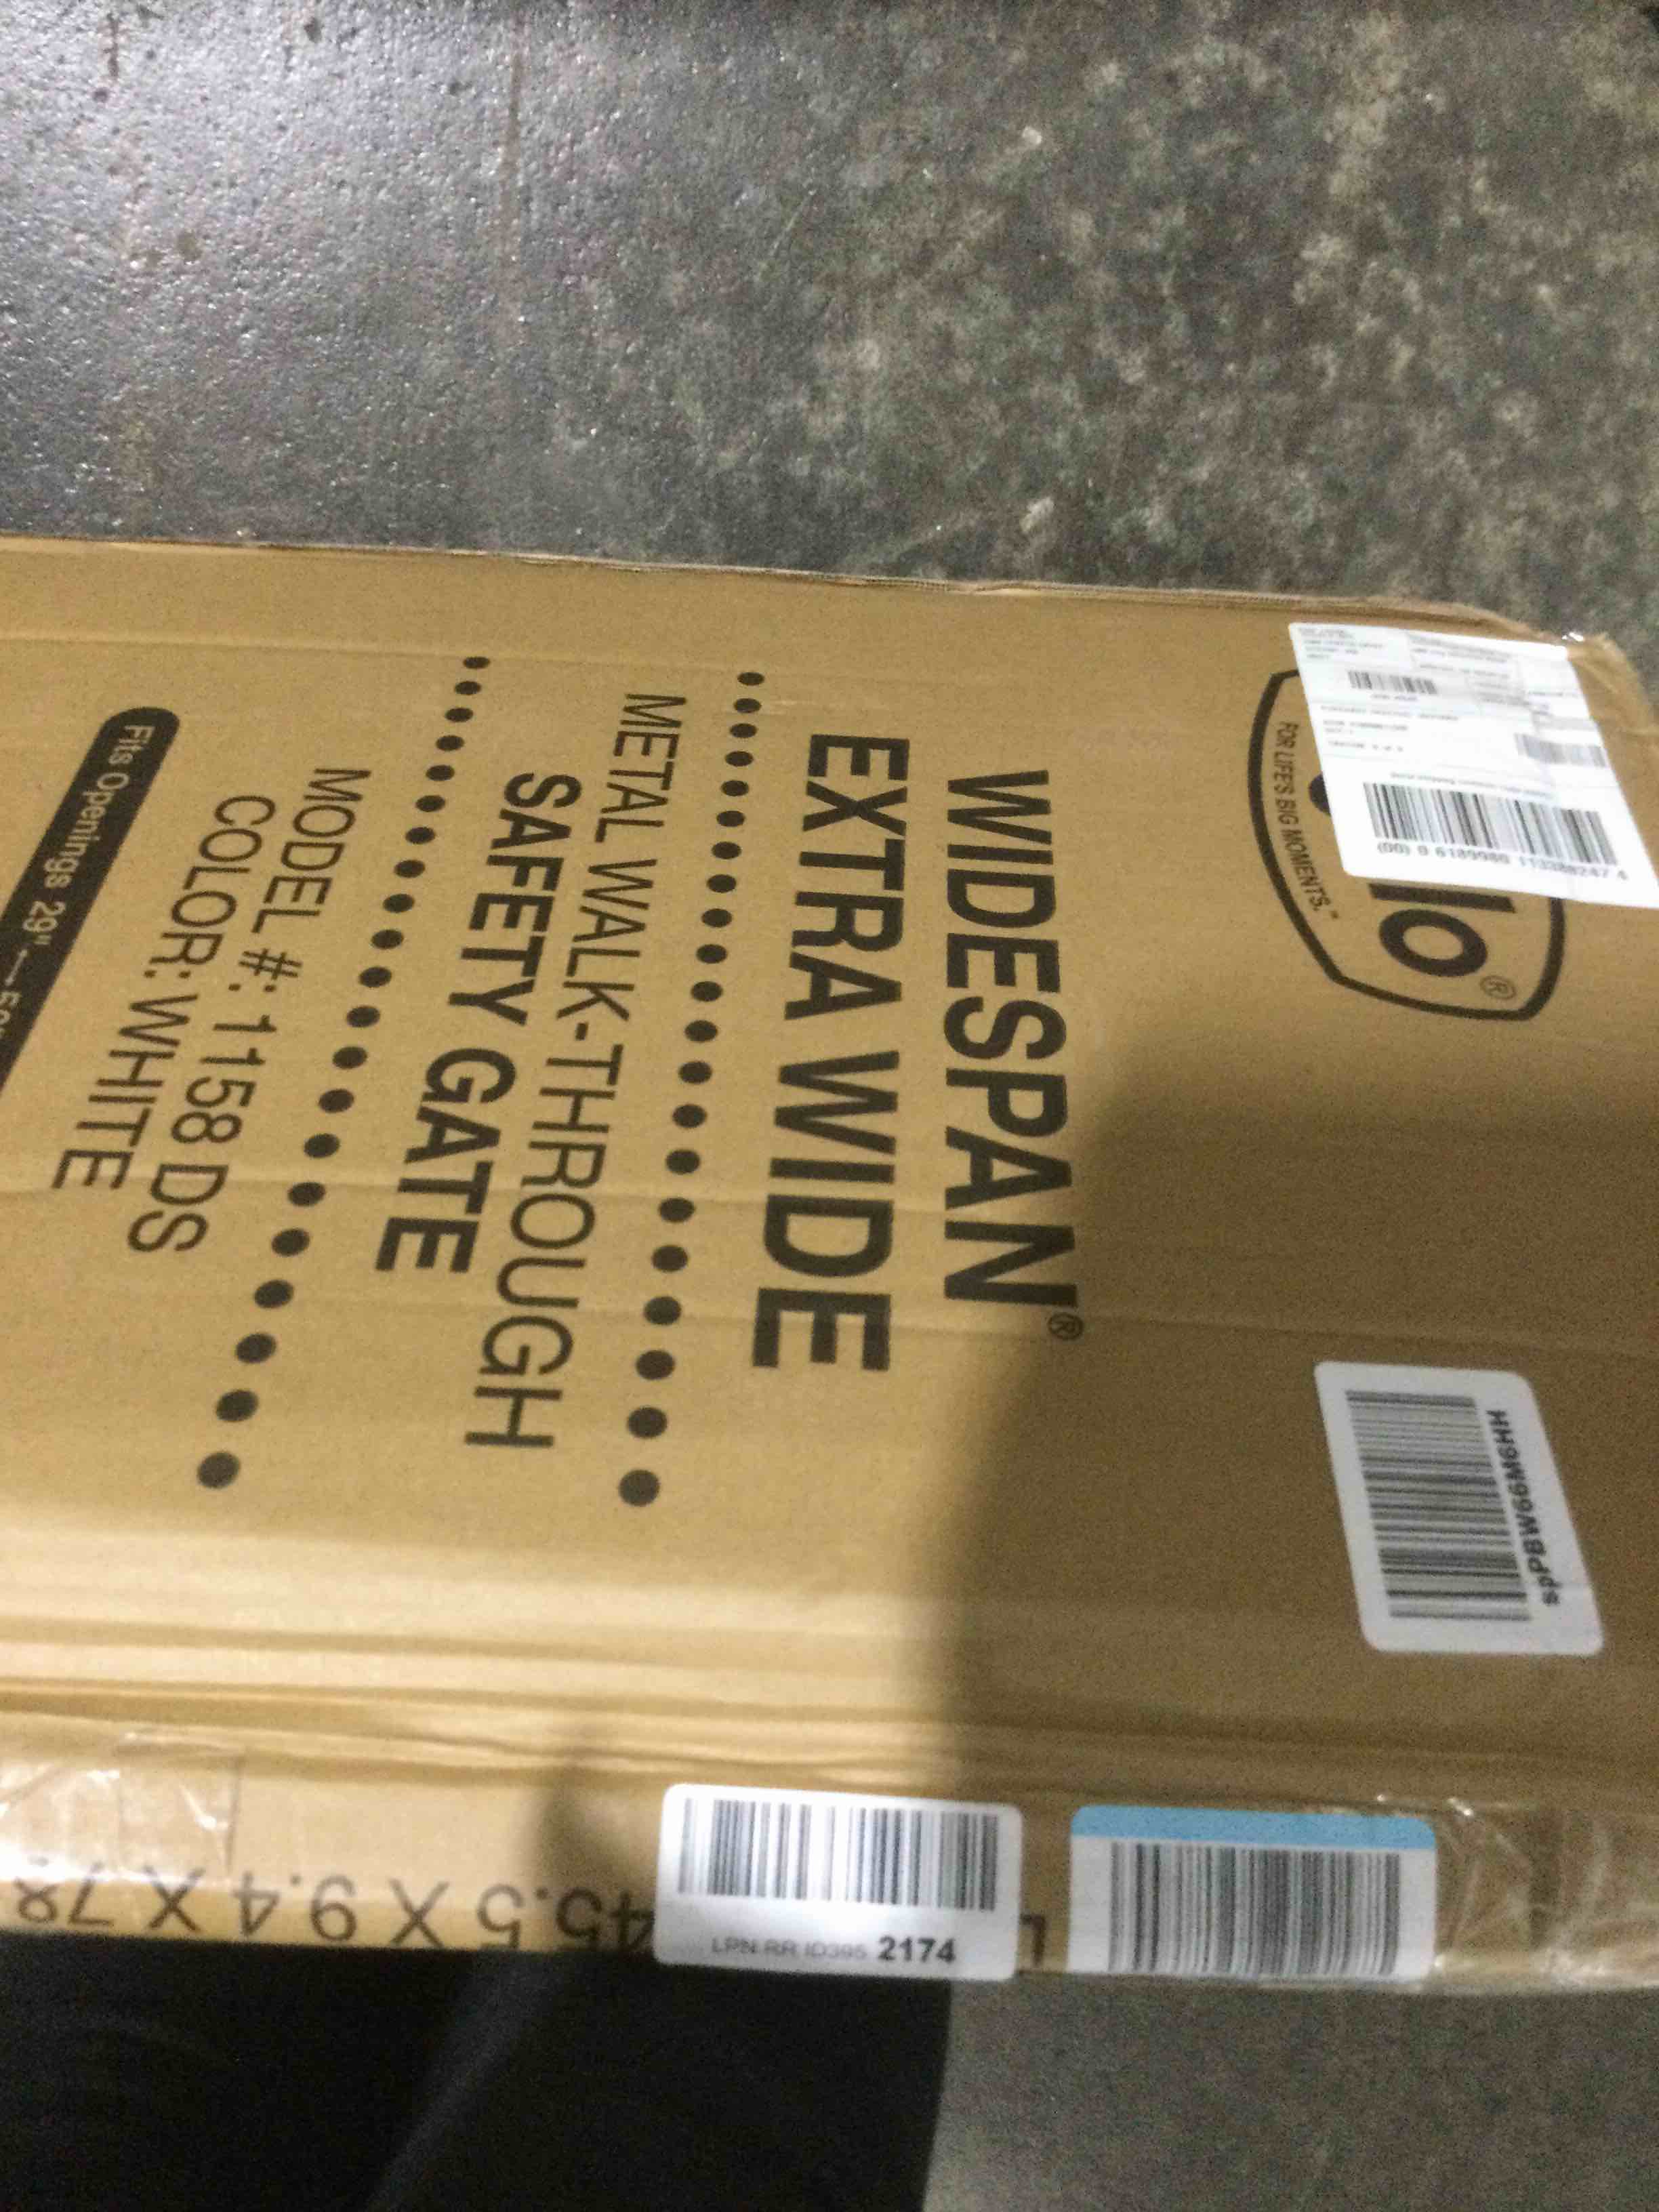 lo®
FOR LIFE'S BIG MOMENTS.™
WIDESPAN®
EXTRA WIDE
METAL WALK-THROUGH
SAFETY GATE
MODEL #: 1158 DS
COLOR: WHITE
Fits Openings 29"
spPBW66M6HH
LPN RR ID395 2174
45.5 X 9.4 X 78